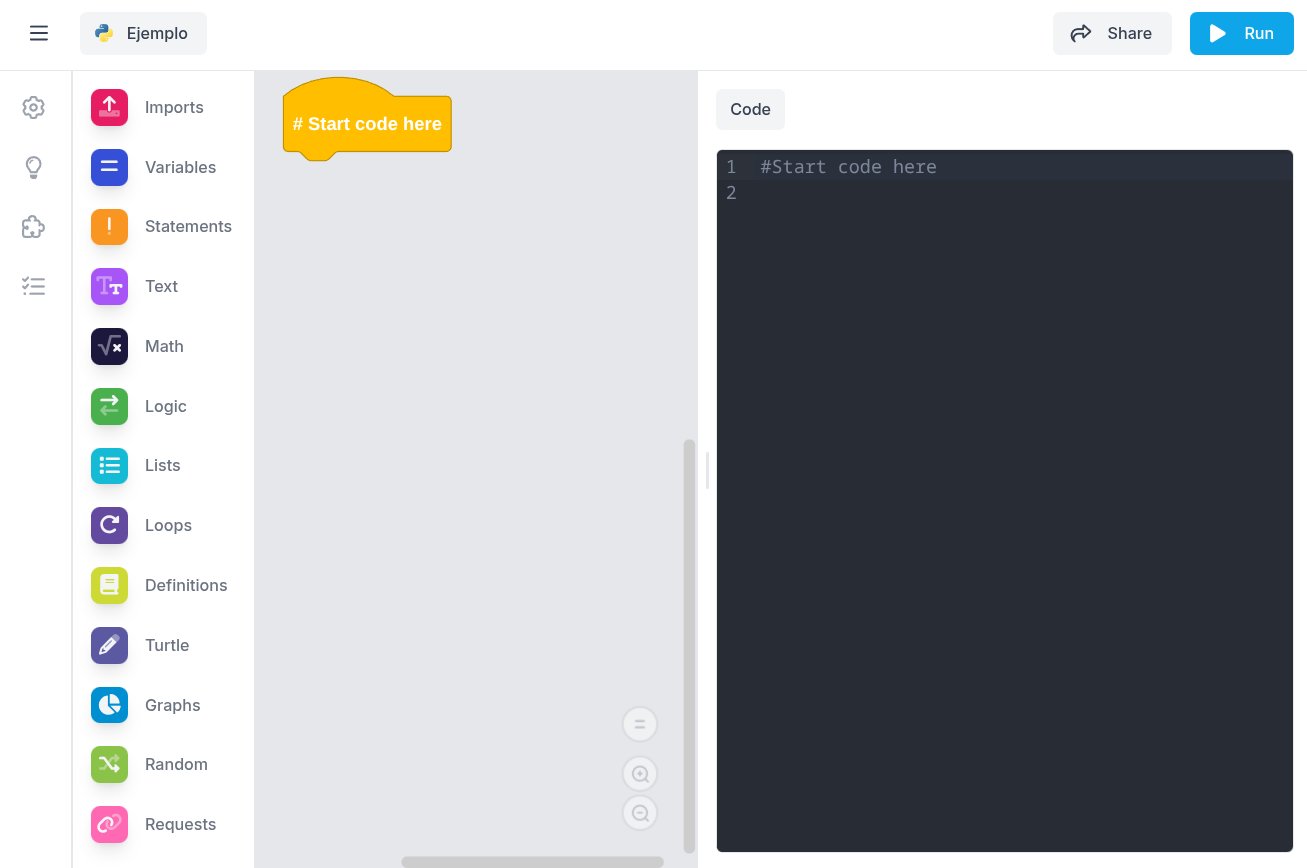 Ejemplo
Share
Run
Imports
Variables
Statements
Text
Math
Logic
Lists
Loops
Definitions
Turtle
Graphs
Random
Requests
# Start code here
Code
1 #Start code here
2